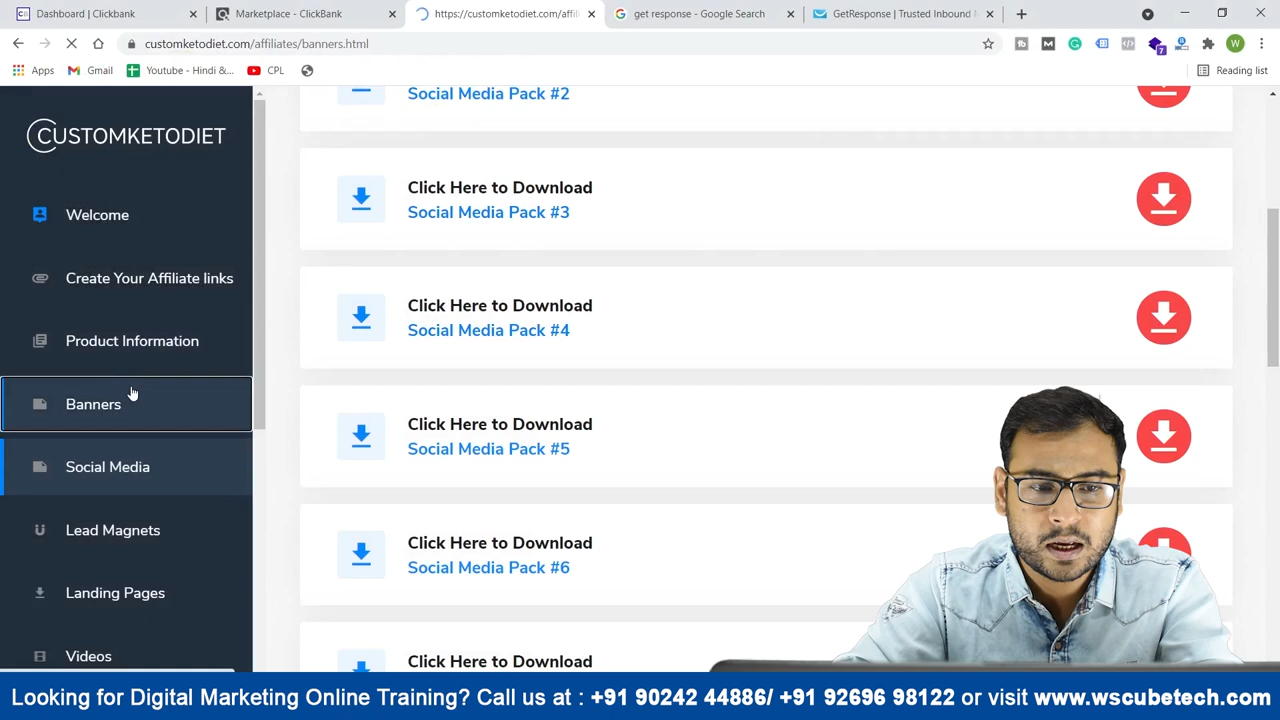 Dashboard | Clickbank
Marketplace - ClickBank
https://customketodiet.com/affil
get response - Google Search
GetResponse | Trusted Inbound
customketodiet.com/affiliates/banners.html
Apps
Gmail
Youtube - Hindi &...
CPL
Reading list
CUSTOMKETODIET
Welcome
Create Your Affiliate links
Product Information
Banners
Social Media
Lead Magnets
Landing Pages
Videos
Social Media Pack #2
Click Here to Download
Social Media Pack #3
Click Here to Download
Social Media Pack #4
Click Here to Download
Social Media Pack #5
Click Here to Download
Social Media Pack #6
Click Here to Download
Looking for Digital Marketing Online Training? Call us at : +91 90242 44886/ +91 92696 98122 or visit www.wscubetech.com